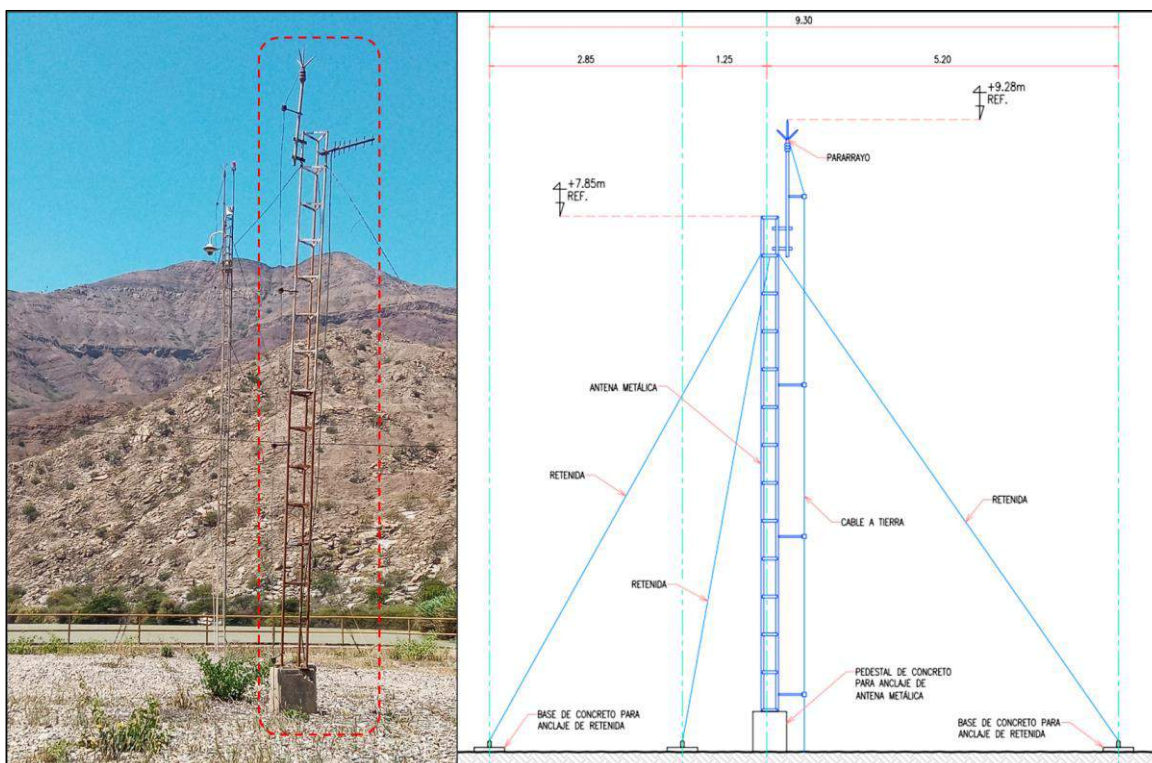 9.30
2.85
1.25
5.20
+9.28m
REF.
PARARRAYO
+7.85m
REF.
ANTENA METÁLICA
RETENIDA
RETENIDA
CABLE A TIERRA
RETENIDA
PEDESTAL DE CONCRETO
PARA ANCLAJE DE
ANTENA METÁLICA
BASE DE CONCRETO PARA
ANCLAJE DE RETENIDA
BASE DE CONCRETO PARA
ANCLAJE DE RETENIDA